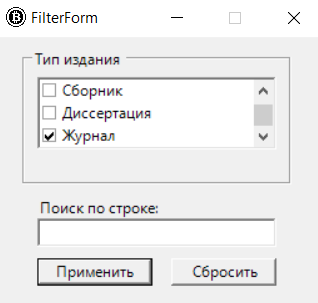 FilterForm
Тип издания
Сборник
Диссертация
Журнал
Поиск по строке:
Применить
Сбросить